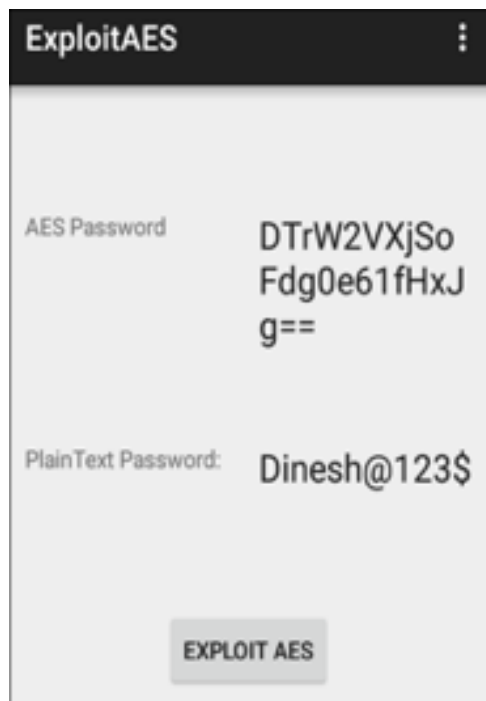 ExploitAES
AES Password
DTrW2VXjSo
Fdg0e61fHxJ
g==
PlainText Password:
Dinesh@123$
EXPLOIT AES